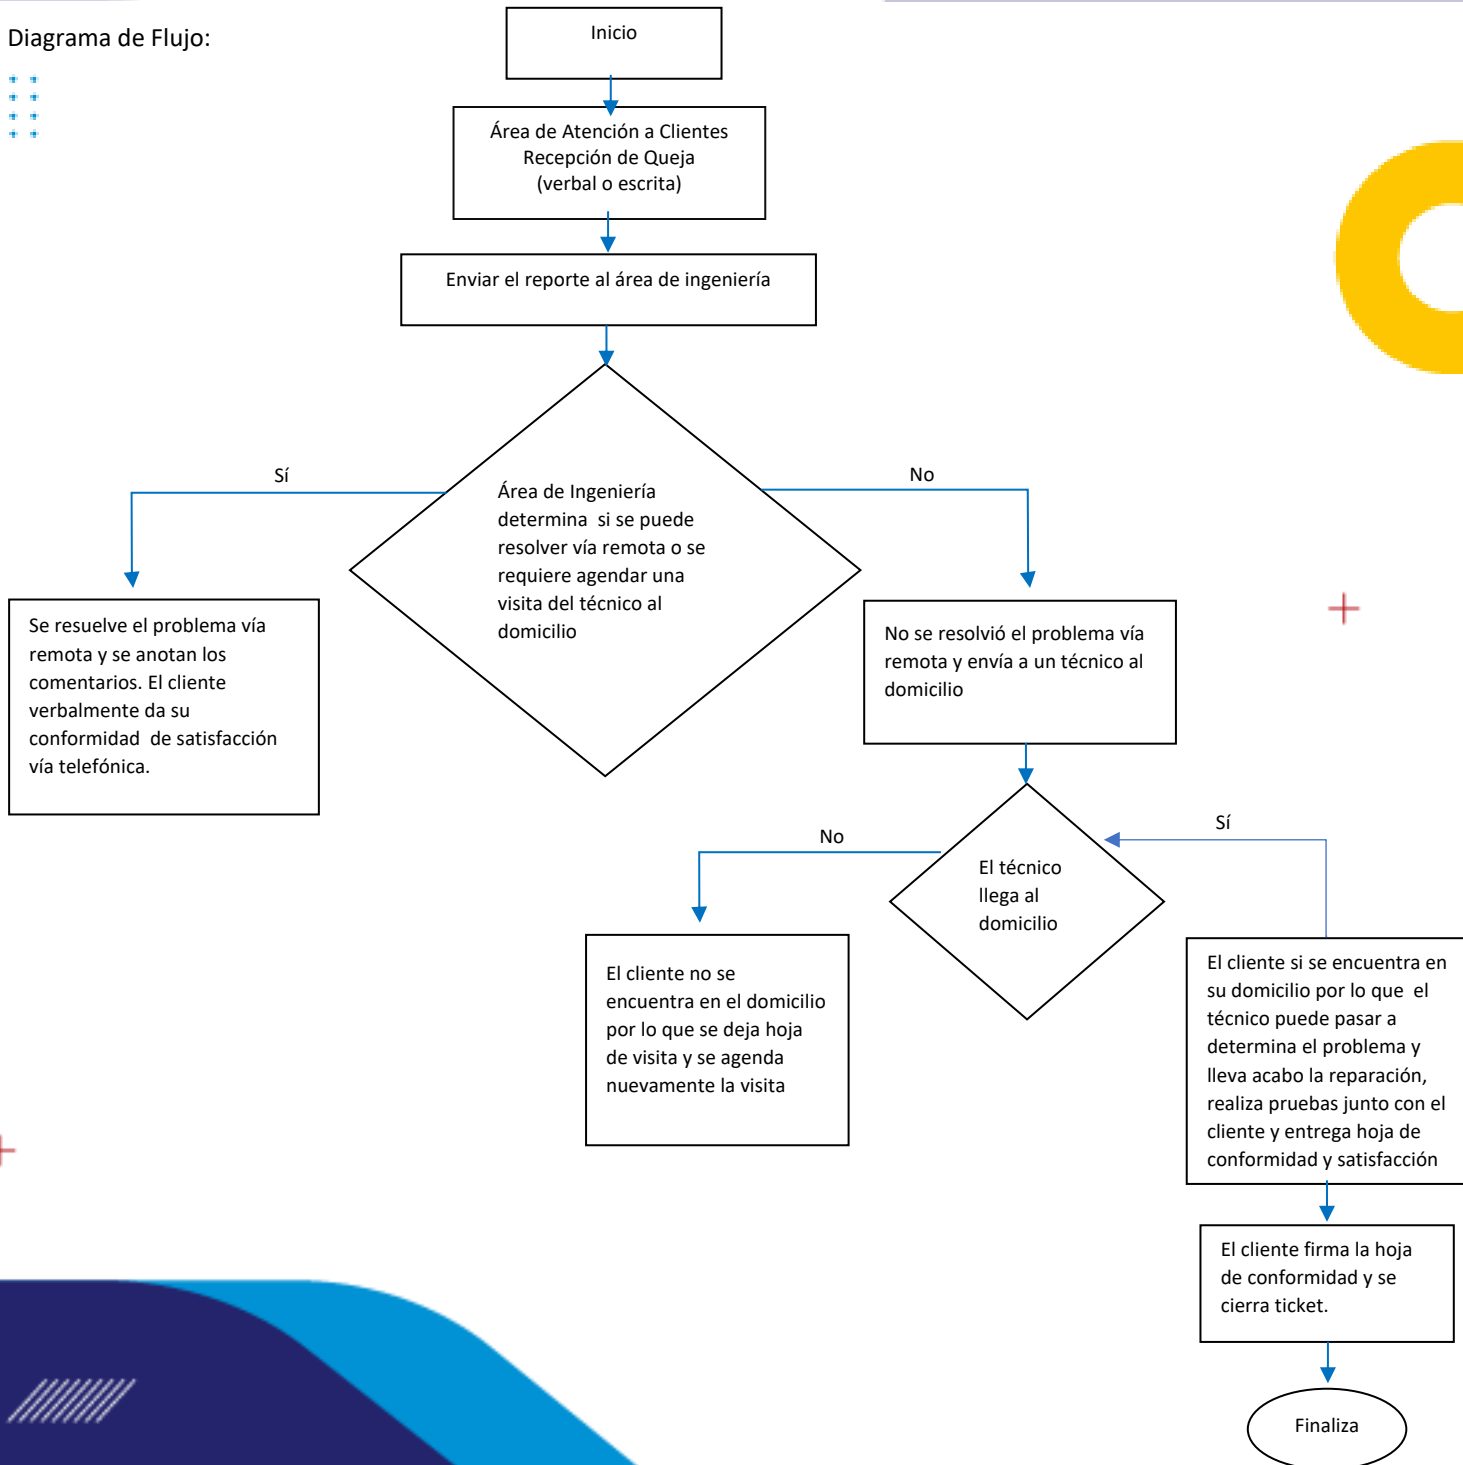 Diagrama de Flujo:
Inicio
Área de Atención a Clientes
Recepción de Queja
(verbal o escrita)
Enviar el reporte al área de ingeniería
Sí
No
Área de Ingeniería
determina  si se puede
resolver vía remota o se
requiere agendar una
visita del técnico al
domicilio
Se resuelve el problema vía
remota y se anotan los
comentarios. El cliente
verbalmente da su
conformidad  de satisfacción
vía telefónica.
No se resolvió el problema vía
remota y envía a un técnico al
domicilio
No
Sí
El técnico
llega al
domicilio
El cliente no se
encuentra en el domicilio
por lo que se deja hoja
de visita y se agenda
nuevamente la visita
El cliente si se encuentra en
su domicilio por lo que  el
técnico puede pasar a
determina el problema y
lleva acabo la reparación,
realiza pruebas junto con el
cliente y entrega hoja de
conformidad y satisfacción
El cliente firma la hoja
de conformidad y se
cierra ticket.
Finaliza